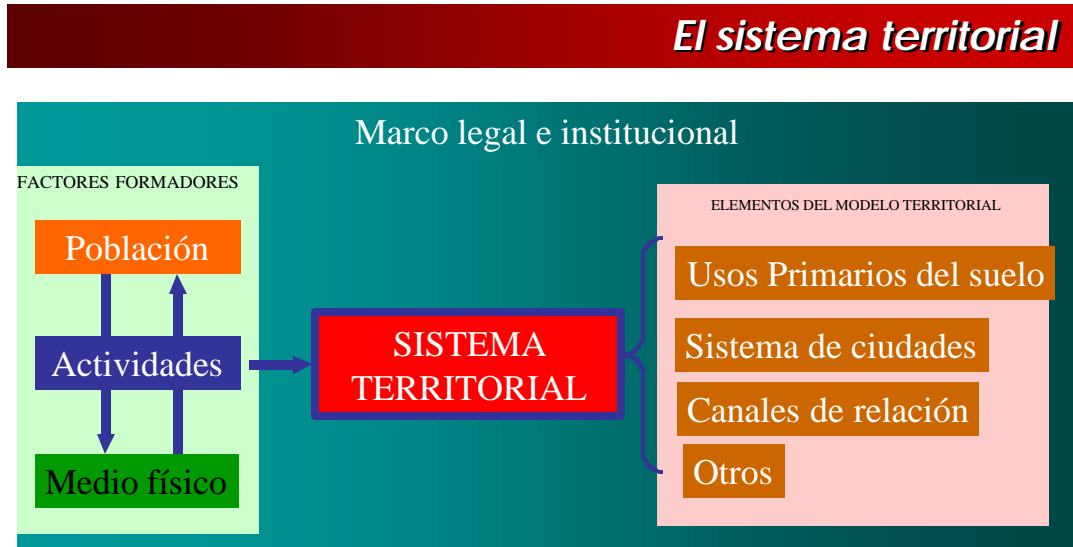 El sistema territorial
Marco legal e institucional
FACTORES FORMADORES
Población
Actividades
Medio físico
SISTEMA
TERRITORIAL
ELEMENTOS DEL MODELO TERRITORIAL
Usos Primarios del suelo
Sistema de ciudades
Canales de relación
Otros